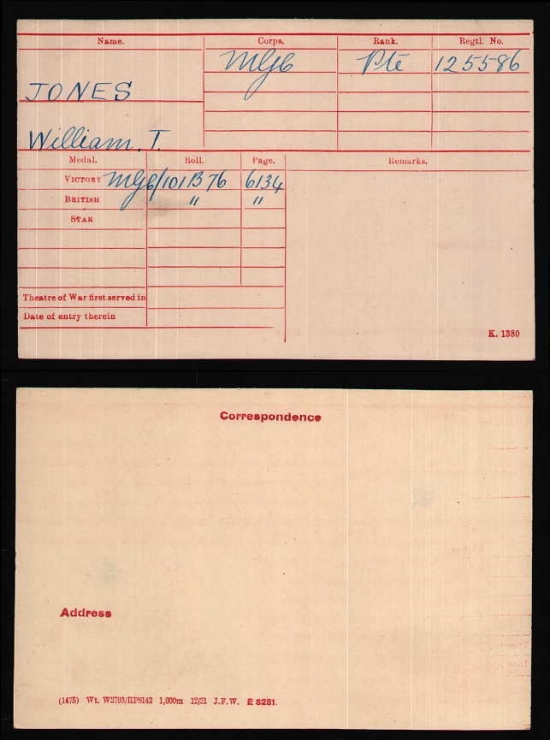 Name. Corps. Rank. Regtl. No.
MGC Pte 125586
JONES
William. T.
Medal. Roll. Page. Remarks.
VICTORY MGC/101B76 6134
BRITISH " "
STAR
Theatre of War first served in
Date of entry therein
K. 1380
Correspondence
Address
(1475) Wt. W2703/RP8142 1,000m 12/21 J.F.W. E 8251.